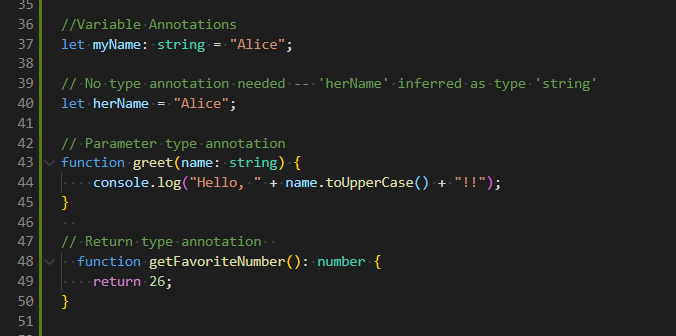 35
36 //Variable Annotations
37 let myName: string = "Alice";
38
39 // No type annotation needed -- 'herName' inferred as type 'string'
40 let herName = "Alice";
41
42 // Parameter type annotation
43 function greet(name: string) {
44     console.log("Hello, " + name.toUpperCase() + "!!");
45 }
46
47 // Return type annotation
48   function getFavoriteNumber(): number {
49     return 26;
50 }
51